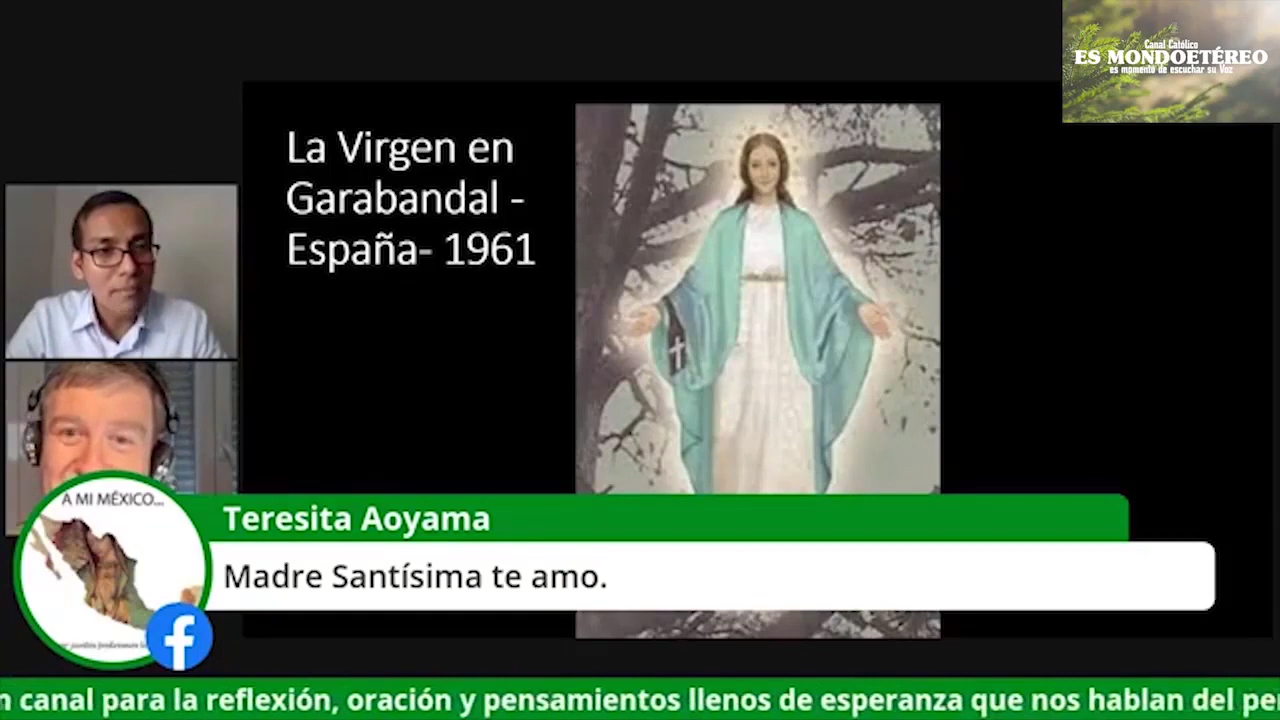 Canal Católico
ES MONDOETÉREO
es momento de escuchar su Voz
La Virgen en
Garabandal -
España- 1961
A MI MÉXICO...
Teresita Aoyama
Madre Santísima te amo.
canal para la reflexión, oración y pensamientos llenos de esperanza que nos hablan del